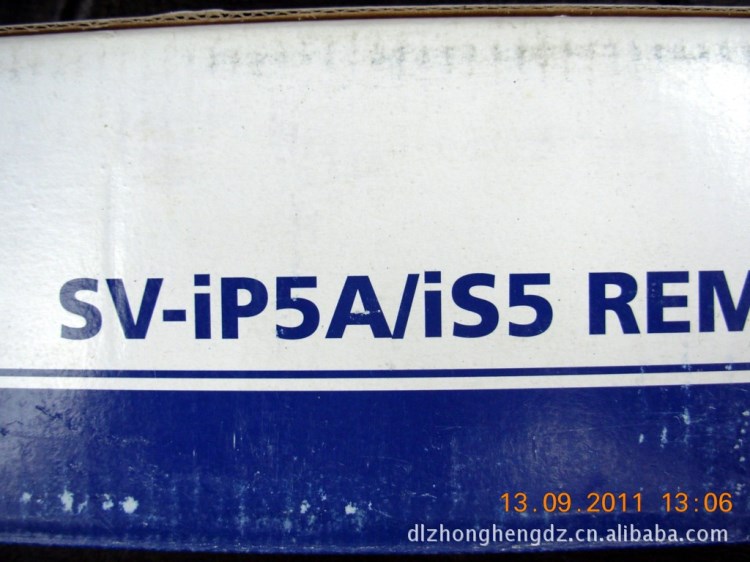 SV-iP5A/iS5 REM
13.09.2011 13:06
dlzhonghengdz.cn.alibaba.com